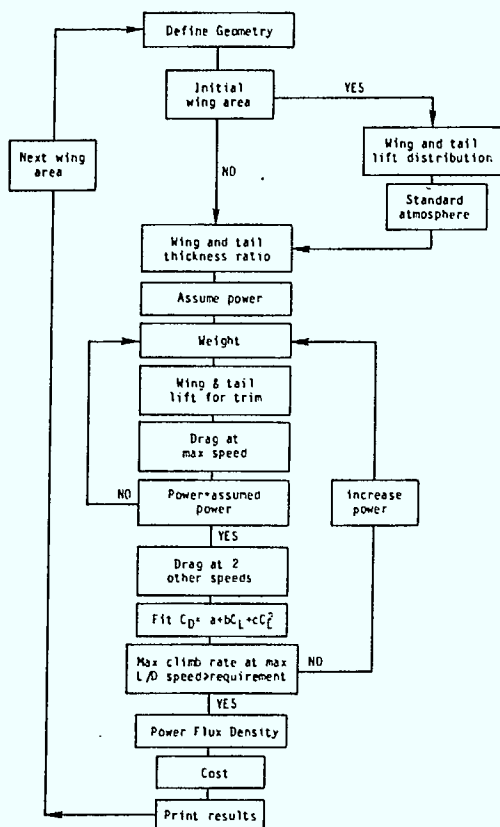 Define Geometry
Initial
wing area
YES
Next wing
area
Wing and tail
lift distribution
NO
Standard
atmosphere
Wing and tail
thickness ratio
Assume power
Weight
Wing & tail
lift for trim
Drag at
max speed
NO
Power=assumed
power
increase
power
YES
Drag at 2
other speeds
Fit C_D= a+bC_L+cC_L^2
Max climb rate at max
L/D speed>requirement
NO
YES
Power Flux Density
Cost
Print results